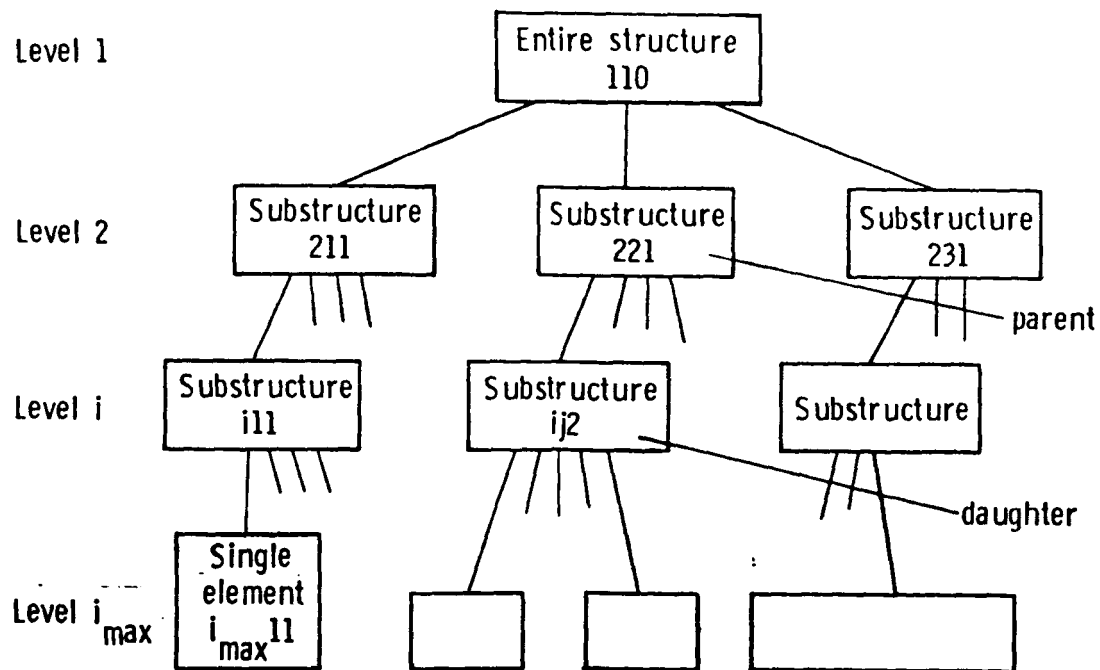 Level 1
Entire structure
110
Level 2
Substructure
211
Substructure
221
Substructure
231
parent
Level i
Substructure
i11
Substructure
ij2
Substructure
daughter
Level i max
Single
element
i max 11